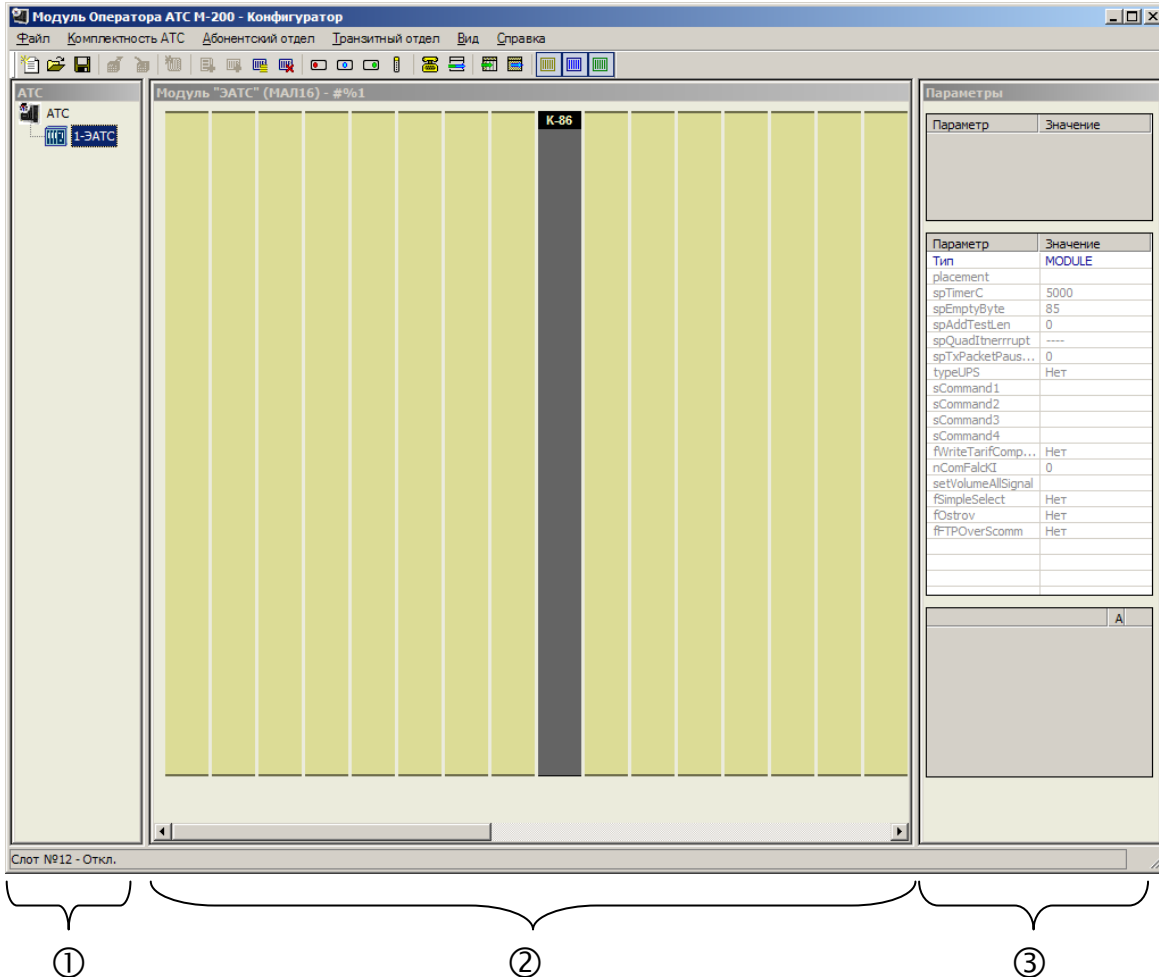 Модуль Оператора АТС М-200 - Конфигуратор
Файл Комплектность АТС Абонентский отдел Транзитный отдел Вид Справка
АТС
АТС
1-ЭАТС
Модуль "ЭАТС" (МАЛ16) - #%1
K-86
Параметры
Параметр Значение
Параметр Значение
Тип MODULE
placement
spTimerC 5000
spEmptyByte 85
spAddTestLen 0
spQuadItnerrrupt ----
spTxPacketPaus... 0
typeUPS Нет
sCommand1
sCommand2
sCommand3
sCommand4
fWriteTarifComp... Нет
nComFalcKI 0
setVolumeAllSignal
fSimpleSelect Нет
fOstrov Нет
fFTPOverScomm Нет
А
Слот №12 - Откл.
① ② ③